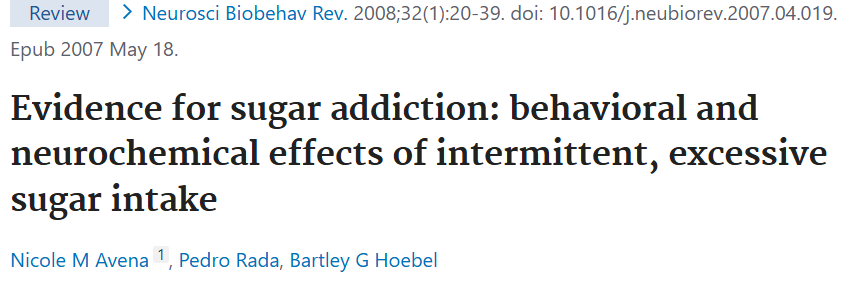 Review > Neurosci Biobehav Rev. 2008;32(1):20-39. doi: 10.1016/j.neubiorev.2007.04.019.
Epub 2007 May 18.
Evidence for sugar addiction: behavioral and
neurochemical effects of intermittent, excessive
sugar intake
Nicole M Avena 1, Pedro Rada, Bartley G Hoebel